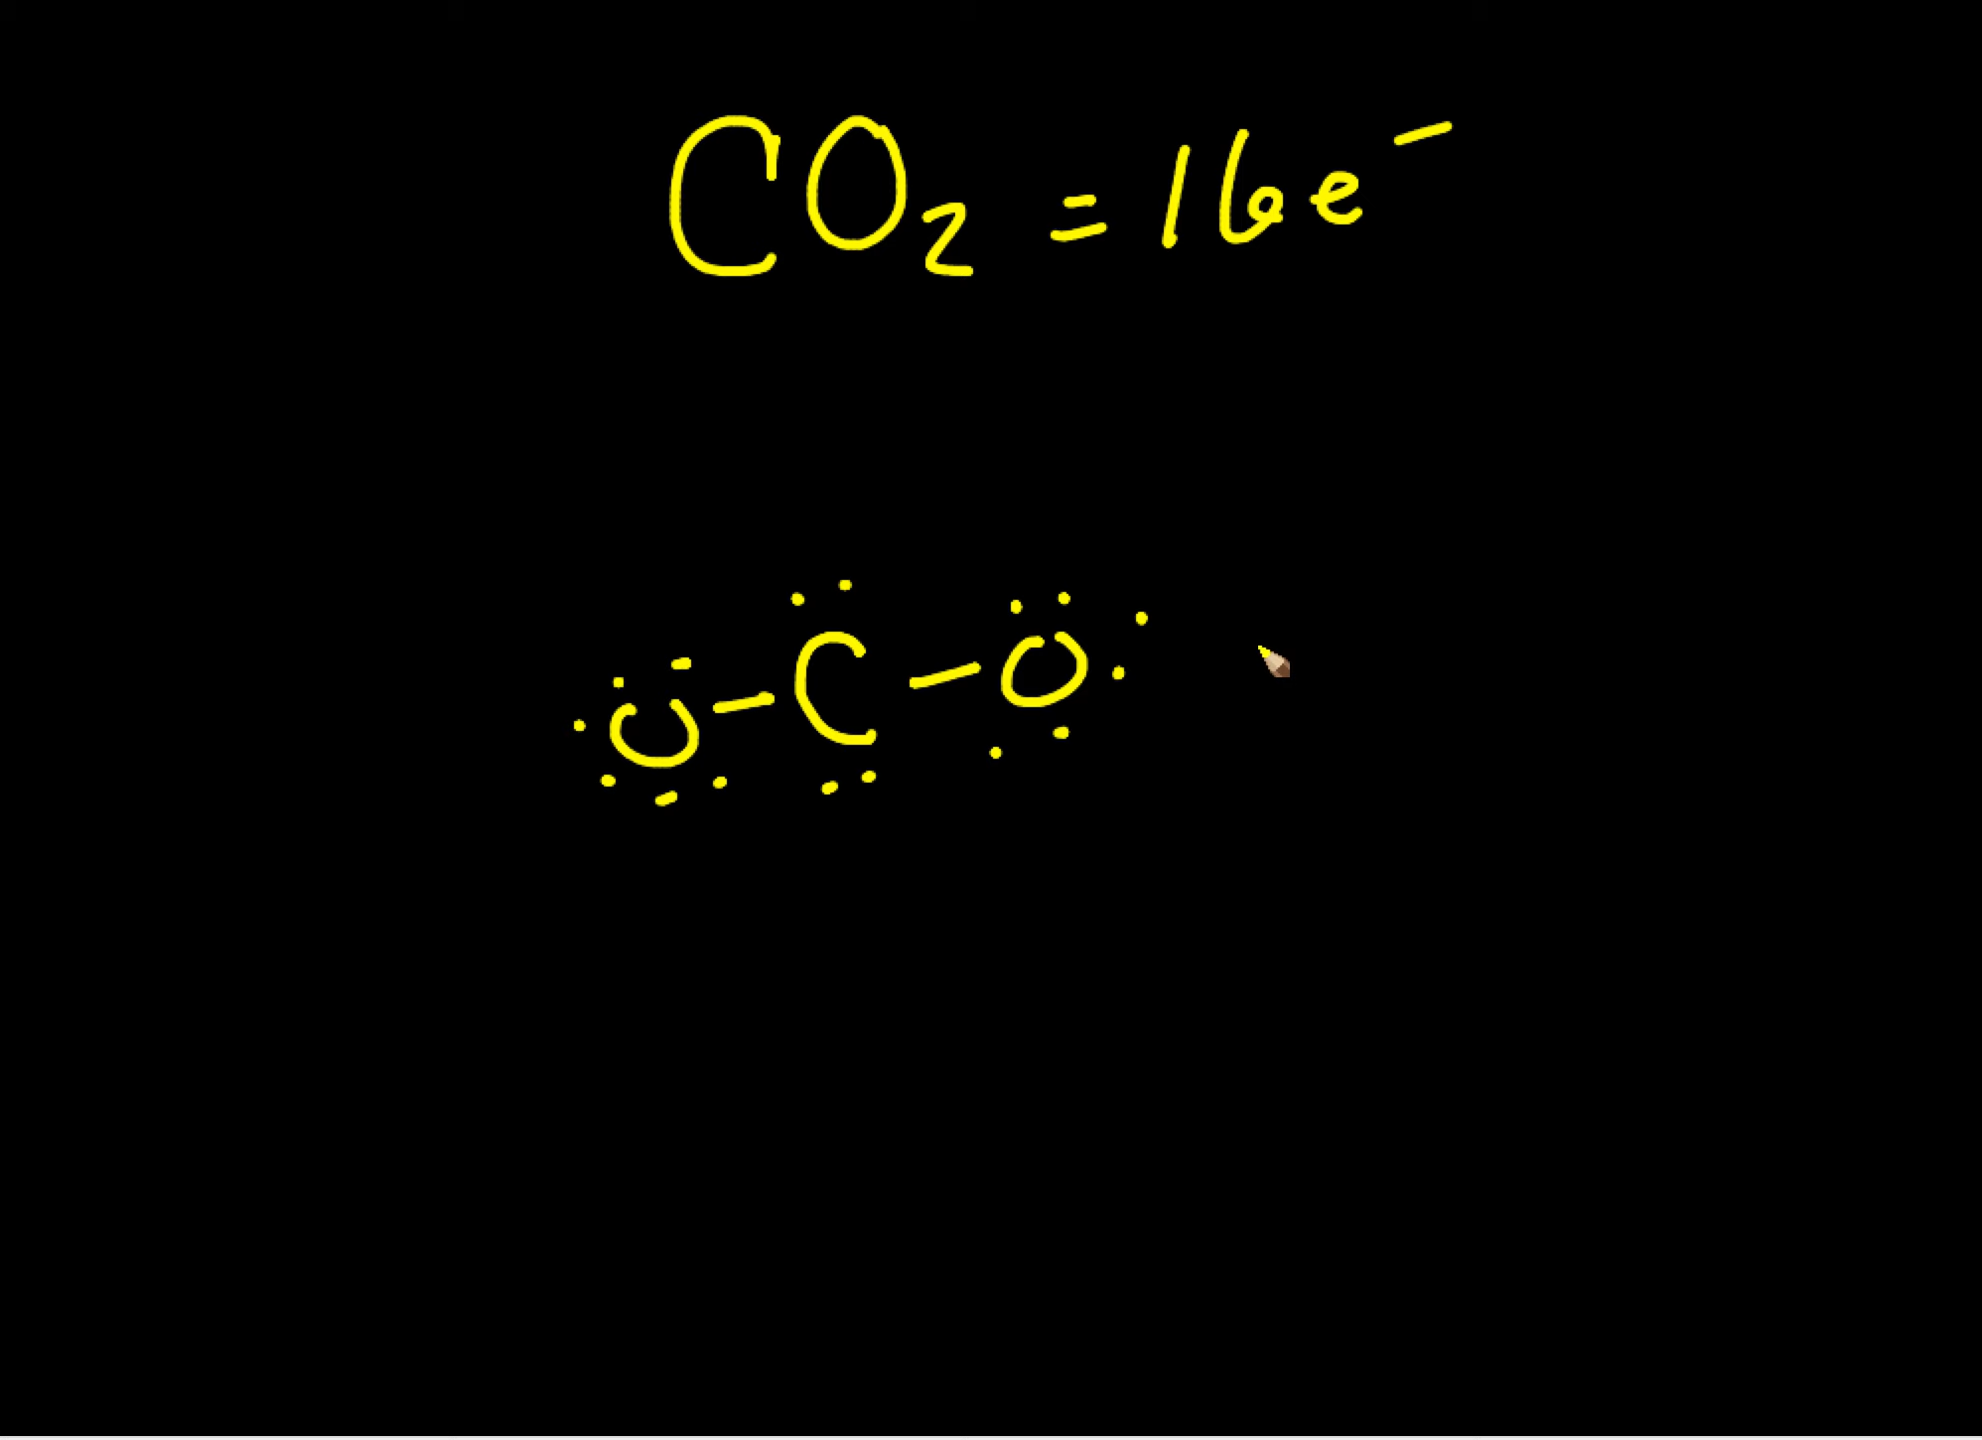 CO₂ = 16e⁻
O - C - O